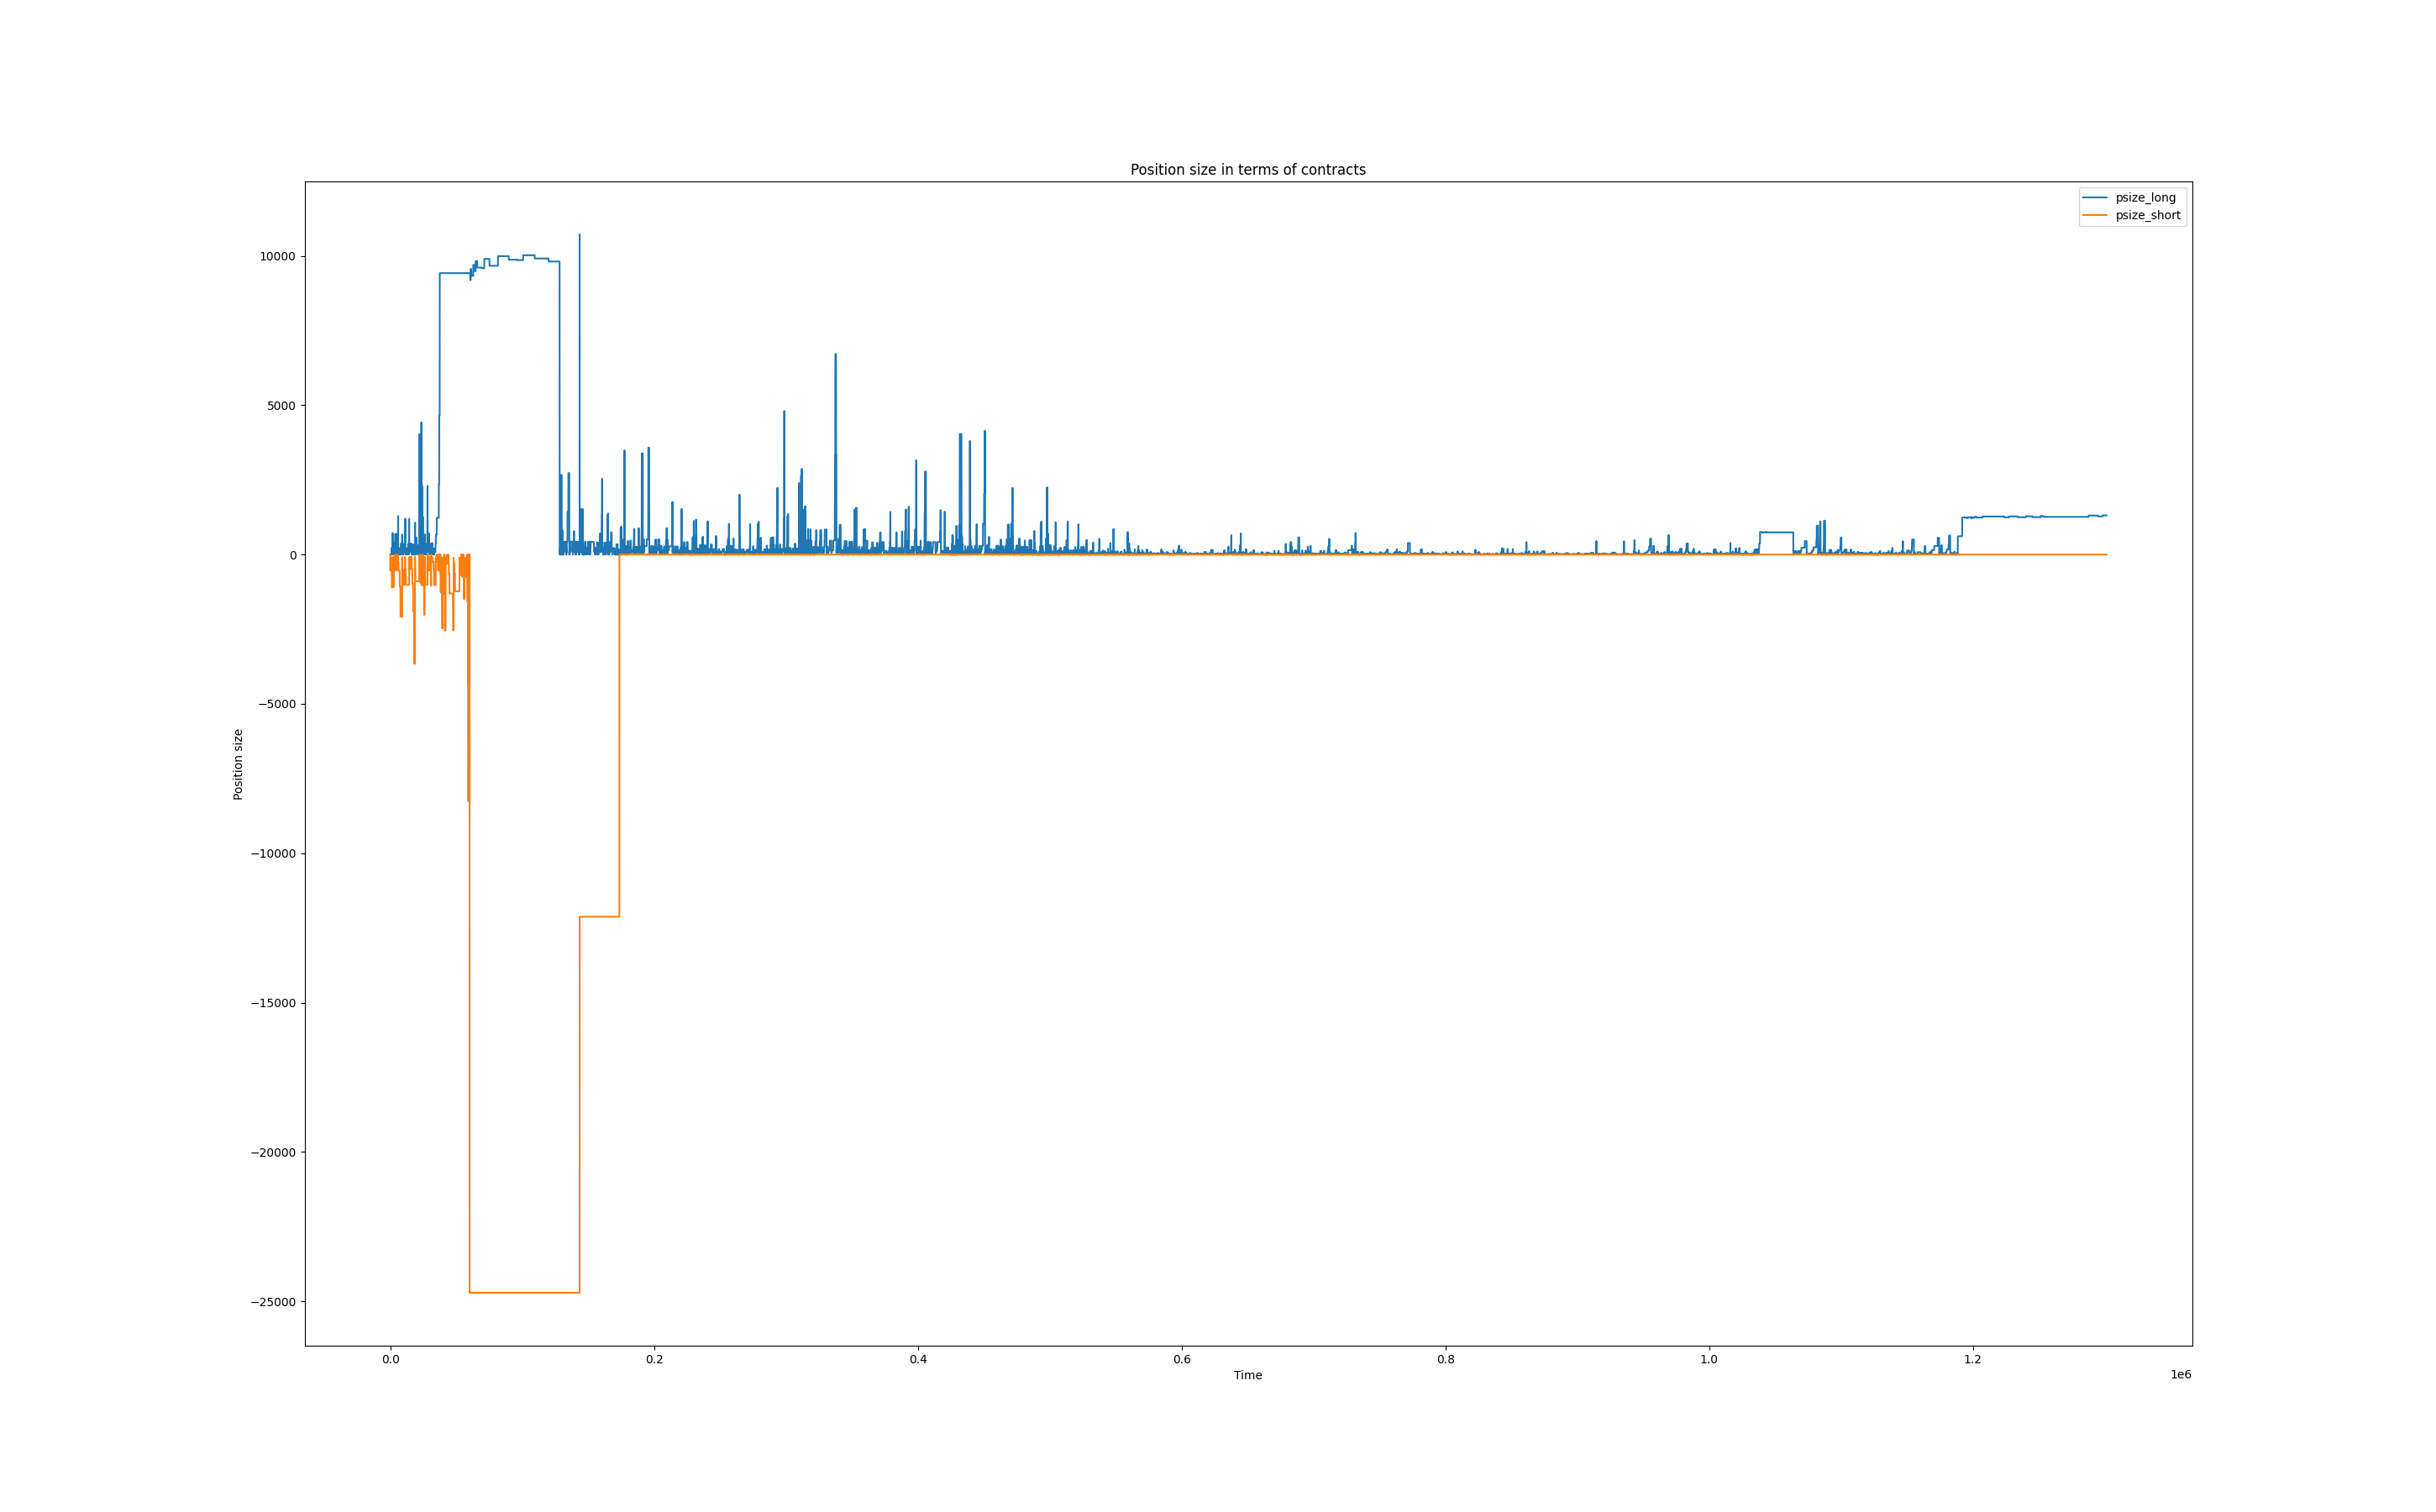 Position size in terms of contracts
psize_long
psize_short
10000
5000
0
−5000
−10000
−15000
−20000
−25000
Position size
0.0 0.2 0.4 0.6 0.8 1.0 1.2
Time
1e6